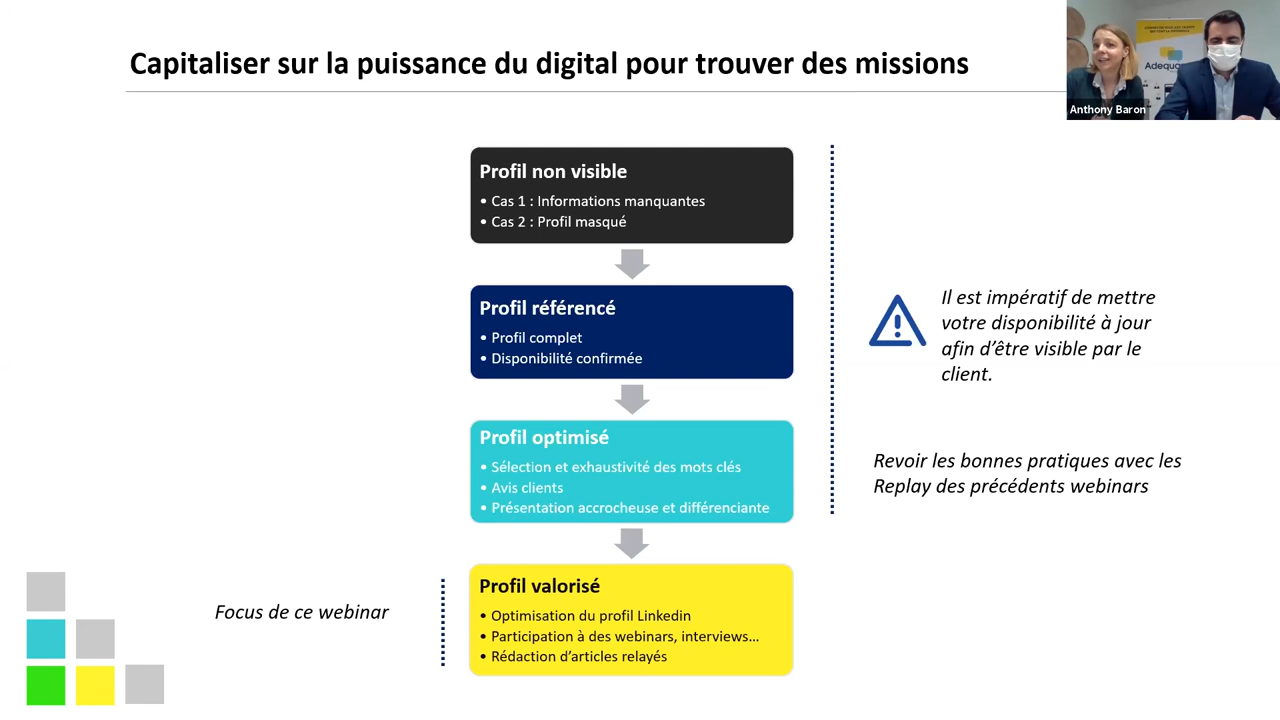 Capitaliser sur la puissance du digital pour trouver des missions
Anthony Baron
Profil non visible
• Cas 1 : Informations manquantes
• Cas 2 : Profil masqué
Profil référencé
• Profil complet
• Disponibilité confirmée
Il est impératif de mettre
votre disponibilité à jour
afin d’être visible par le
client.
Profil optimisé
• Sélection et exhaustivité des mots clés
• Avis clients
• Présentation accrocheuse et différenciante
Revoir les bonnes pratiques avec les
Replay des précédents webinars
Focus de ce webinar
Profil valorisé
• Optimisation du profil Linkedin
• Participation à des webinars, interviews…
• Rédaction d’articles relayés